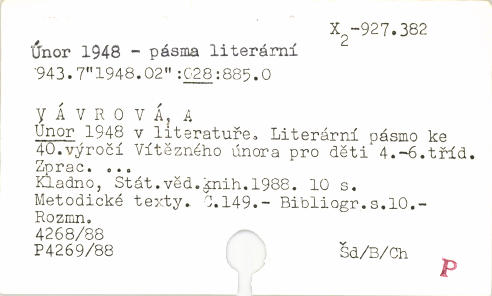 X2-927.382
Únor 1948 - pásma literární
943.7"1948.02":C28:885.0
V Á V R O V Á, A
Únor 1948 v literatuře. Literární pásmo ke
40.výročí Vítězného února pro děti 4.-6.tříd.
Zprac. ...
Kladno, Stát.věd.knih.1988. 10 s.
Metodické texty. Č.149.- Bibliogr.s.10.-
Rozmn.
4268/88
P4269/88
Šd/B/Ch
P